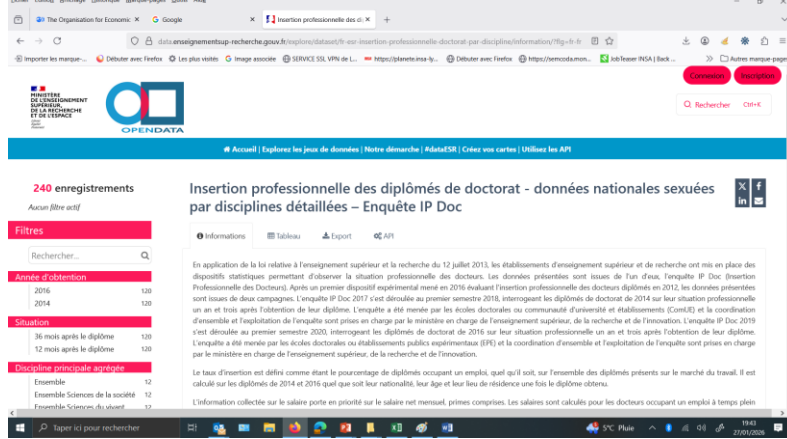 The Organisation for Economic
Google
Insertion professionnelle des di
data.enseignementsup-recherche.gouv.fr/explore/dataset/fr-esr-insertion-professionnelle-doctorat-par-discipline/information/?flg=fr-fr
Importer les marque-... Débuter avec Firefox Les plus visités Image associée SERVICE SSL VPN de L... https://planete.insa-ly... Débuter avec Firefox https://semcoda.mon... JobTeaser INSA | Back ... Autres marque-pages
Connexion Inscription
MINISTÈRE
DE L'ENSEIGNEMENT
SUPÉRIEUR,
DE LA RECHERCHE
ET DE L'ESPACE
OPENDATA
Rechercher Ctrl+K
Accueil | Explorez les jeux de données | Notre démarche | #dataESR | Créez vos cartes | Utilisez les API
240 enregistrements
Aucun filtre actif
Filtres
Rechercher...
Année d'obtention
2016 120
2014 120
Situation
36 mois après le diplôme 120
12 mois après le diplôme 120
Discipline principale agrégée
Ensemble 12
Ensemble Sciences de la société 12
Ensemble Sciences du vivant 12
Insertion professionnelle des diplômés de doctorat - données nationales sexuées
par disciplines détaillées – Enquête IP Doc
Informations Tableau Export API
En application de la loi relative à l'enseignement supérieur et la recherche du 12 juillet 2013, les établissements d'enseignement supérieur et de recherche ont mis en place des
dispositifs statistiques permettant d'observer la situation professionnelle des docteurs. Les données présentées sont issues de l'un d'eux, l'enquête IP Doc (Insertion
Professionnelle des Docteurs). Après un premier dispositif expérimental mené en 2016 évaluant l'insertion professionnelle des docteurs diplômés en 2012, les données présentées
sont issues de deux campagnes. L'enquête IP Doc 2017 s'est déroulée au premier semestre 2018, interrogeant les diplômés de doctorat de 2014 sur leur situation professionnelle
un an et trois après l'obtention de leur diplôme. L'enquête a été menée par les écoles doctorales ou communauté d'université et établissements (ComUE) et la coordination
d'ensemble et l'exploitation de l'enquête sont prises en charge par le ministère en charge de l'enseignement supérieur, de la recherche et de l'innovation. L'enquête IP Doc 2019
s'est déroulée au premier semestre 2020, interrogeant les diplômés de doctorat de 2016 sur leur situation professionnelle un an et trois après l'obtention de leur diplôme.
L'enquête a été menée par les écoles doctorales ou établissements publics expérimentaux (EPE) et la coordination d'ensemble et l'exploitation de l'enquête sont prises en charge
par le ministère en charge de l'enseignement supérieur, de la recherche et de l'innovation.
Le taux d'insertion est défini comme étant le pourcentage de diplômés occupant un emploi, quel qu'il soit, sur l'ensemble des diplômés présents sur le marché du travail. Il est
calculé sur les diplômés de 2014 et 2016 quel que soit leur nationalité, leur âge et leur lieu de résidence une fois le diplôme obtenu.
L'information collectée sur le salaire porte en priorité sur le salaire net mensuel, primes comprises. Les salaires sont calculés pour les docteurs occupant un emploi à temps plein
Taper ici pour rechercher
5°C Pluie
19:43
27/01/2026